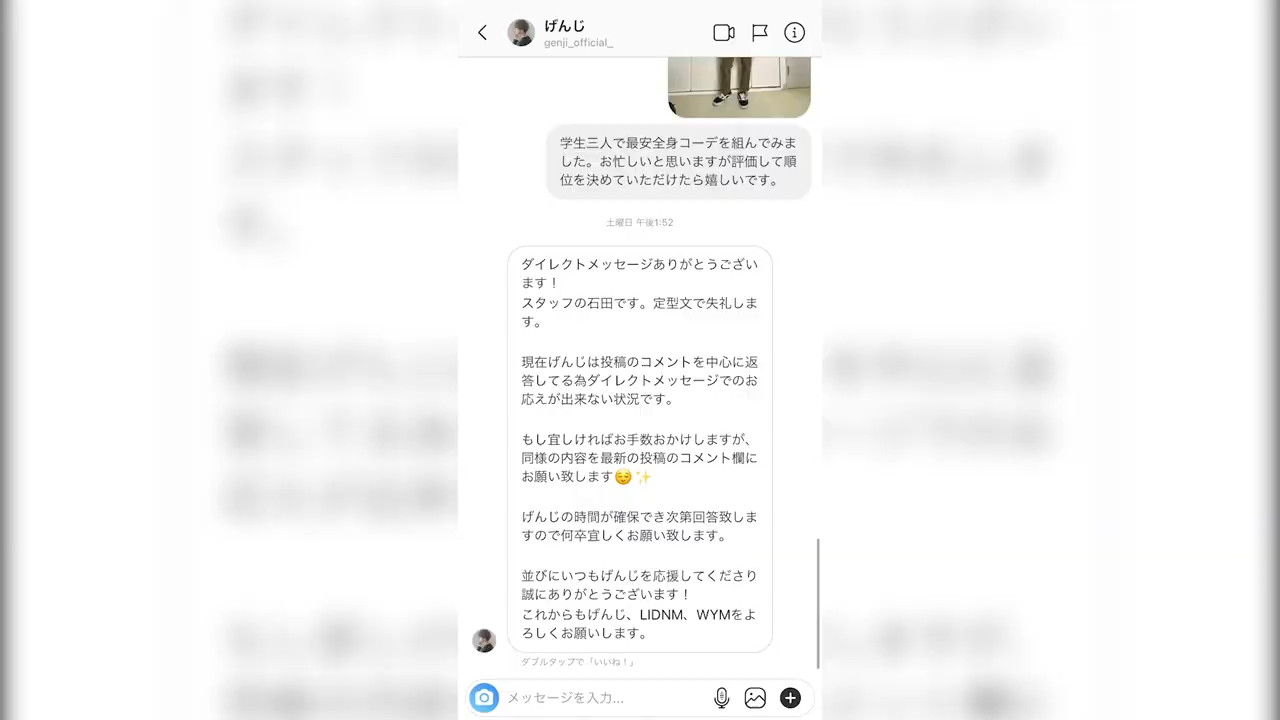 げんじ
genji_official_
学生三人で最安全身コーデを組んでみま
した。お忙しいと思いますが評価して順
位を決めていただけたら嬉しいです。
土曜日 午後1:52
ダイレクトメッセージありがとうござい
ます！
スタッフの石田です。定型文で失礼しま
す。
現在げんじは投稿のコメントを中心に返
答してる為ダイレクトメッセージでのお
応えが出来ない状況です。
もし宜しければお手数おかけしますが、
同様の内容を最新の投稿のコメント欄に
お願い致します😌✨
げんじの時間が確保でき次第回答致しま
すので何卒宜しくお願い致します。
並びにいつもげんじを応援してくださり
誠にありがとうございます！
これからもげんじ、LIDNM、WYMをよ
ろしくお願いします。
ダブルタップで「いいね！」
メッセージを入力...